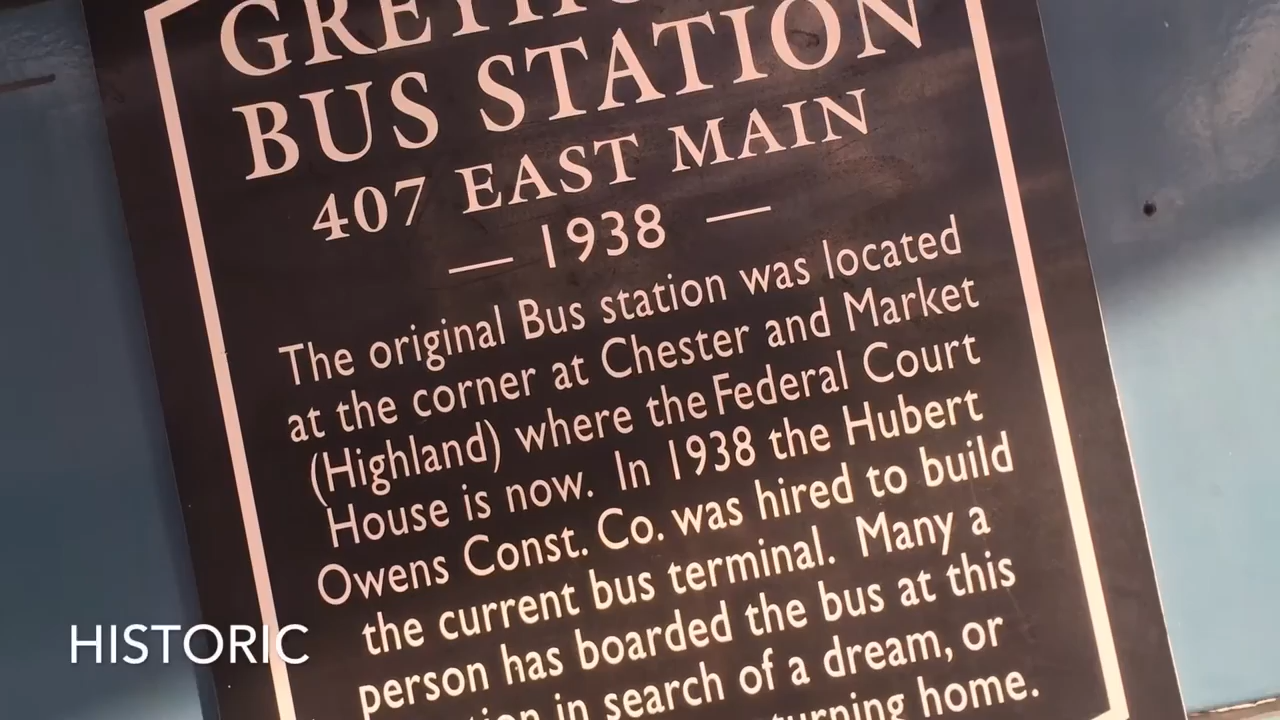 BUS STATION
407 EAST MAIN
— 1938 —
The original Bus station was located
at the corner at Chester and Market
(Highland) where the Federal Court
House is now. In 1938 the Hubert
Owens Const. Co. was hired to build
the current bus terminal. Many a
person has boarded the bus at this
in search of a dream, or
home.
HISTORIC